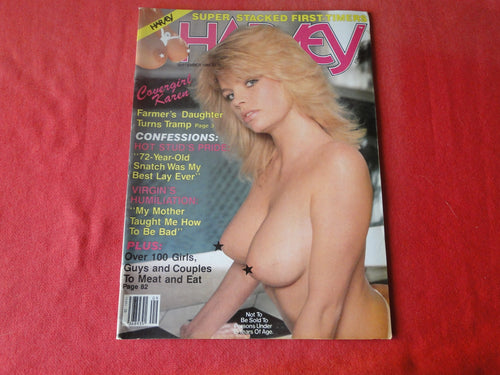 SUPER STACKED FIRST-TIMERS
HARVEY
HARVEY
Covergirl
Karen
Farmer's Daughter
Turns Tramp Page 3
CONFESSIONS:
HOT STUD'S PRIDE:
"72-Year-Old
Snatch Was My
Best Lay Ever"
VIRGIN'S
HUMILIATION:
"My Mother
Taught Me How
To Be Bad"
PLUS:
Over 100 Girls,
Guys and Couples
To Meat and Eat
Page 82
Not To
Be Sold To
Persons Under
Years Of Age.